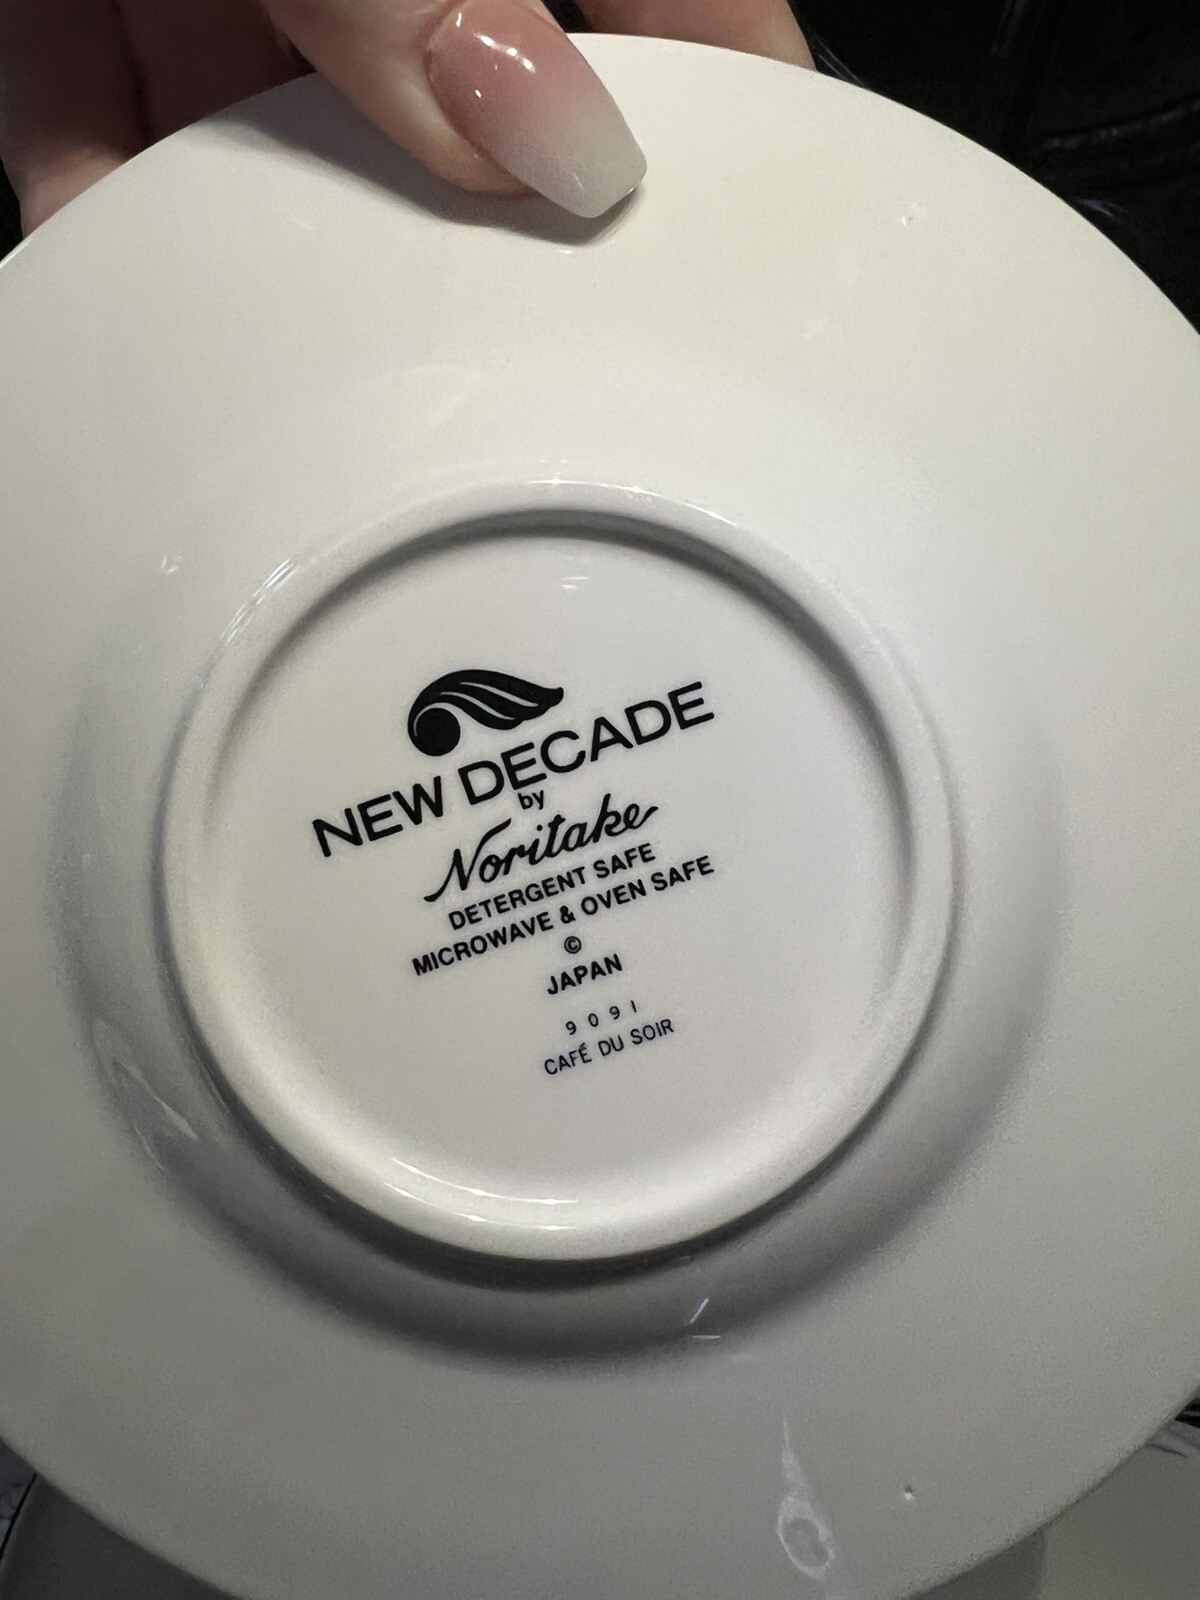 NEW DECADE
by
Noritake
DETERGENT SAFE
MICROWAVE & OVEN SAFE
©
JAPAN
9091
CAFÉ DU SOIR